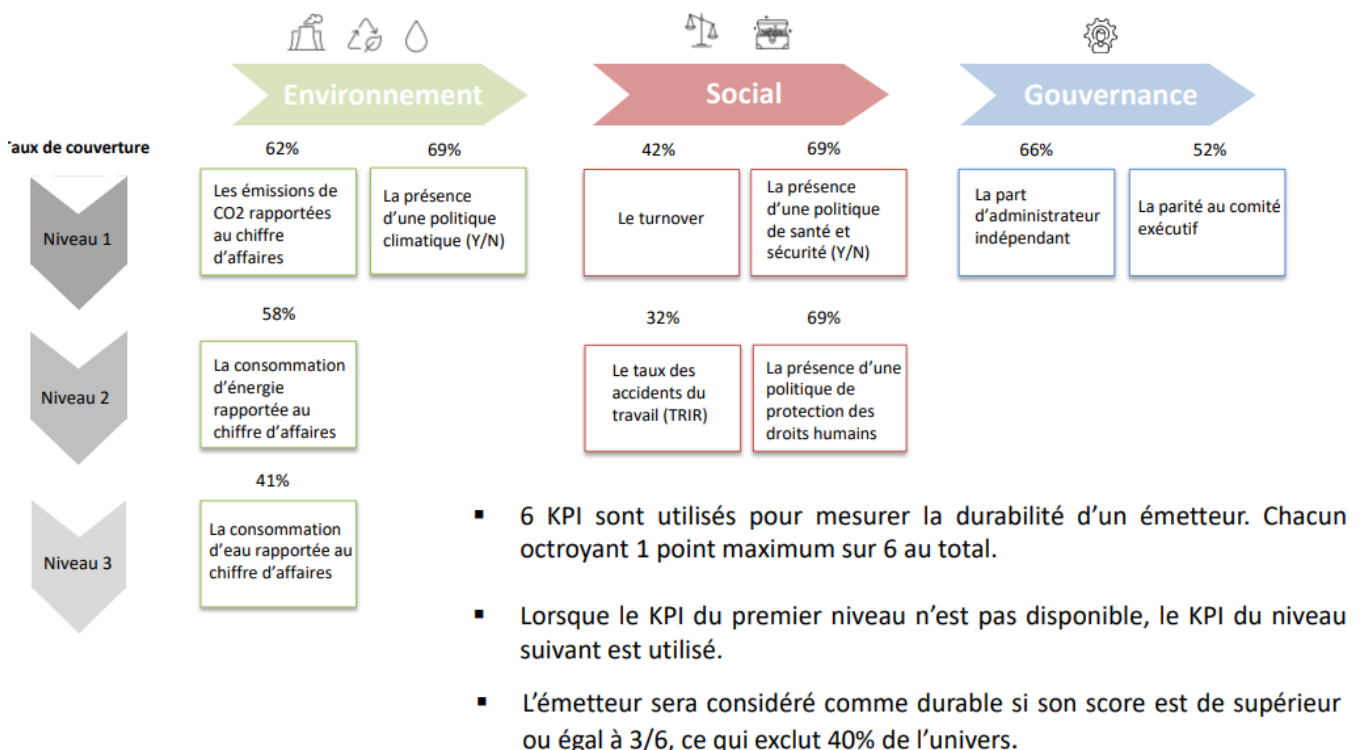 Environnement
Social
Gouvernance
aux de couverture
62%
69%
42%
69%
66%
52%
Niveau 1
Les émissions de
CO2 rapportées
au chiffre
d'affaires
La présence
d'une politique
climatique (Y/N)
Le turnover
La présence
d'une politique
de santé et
sécurité (Y/N)
La part
d'administrateur
indépendant
La parité au comité
exécutif
58%
32%
69%
Niveau 2
La consommation
d'énergie
rapportée au
chiffre d'affaires
Le taux des
accidents du
travail (TRIR)
La présence d'une
politique de
protection des
droits humains
41%
Niveau 3
La consommation
d'eau rapportée au
chiffre d'affaires
▪ 6 KPI sont utilisés pour mesurer la durabilité d'un émetteur. Chacun
octroyant 1 point maximum sur 6 au total.
▪ Lorsque le KPI du premier niveau n'est pas disponible, le KPI du niveau
suivant est utilisé.
▪ L'émetteur sera considéré comme durable si son score est de supérieur
ou égal à 3/6, ce qui exclut 40% de l'univers.